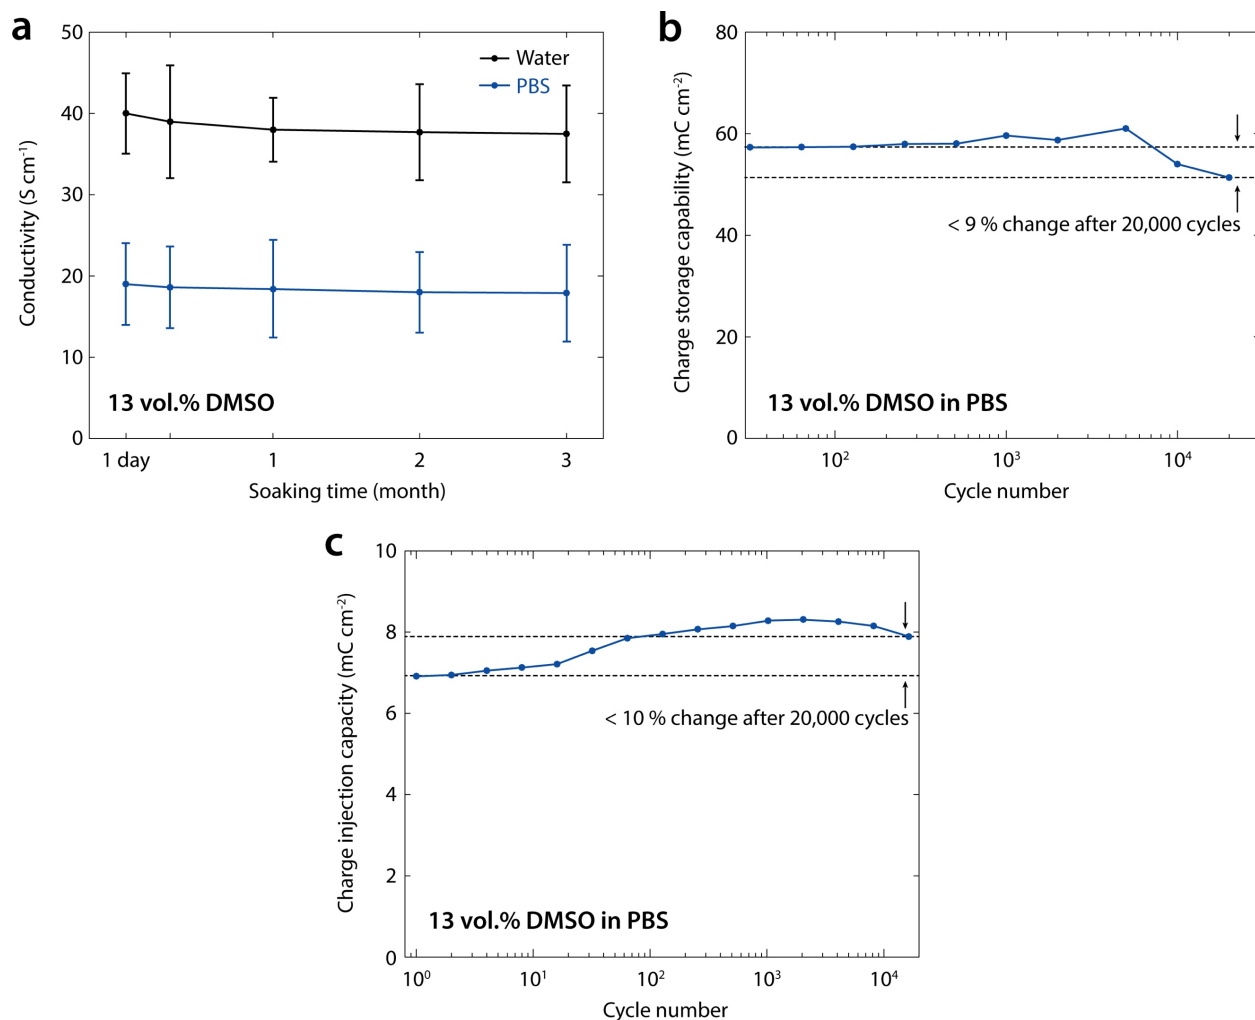 a
50
40
30
20
10
0
Conductivity (S cm⁻¹)
Water
PBS
13 vol.% DMSO
1 day 1 2 3
Soaking time (month)
b
80
60
40
20
0
Charge storage capability (mC cm⁻²)
< 9 % change after 20,000 cycles
13 vol.% DMSO in PBS
10² 10³ 10⁴
Cycle number
c
10
8
6
4
2
0
Charge injection capacity (mC cm⁻²)
< 10 % change after 20,000 cycles
13 vol.% DMSO in PBS
10⁰ 10¹ 10² 10³ 10⁴
Cycle number